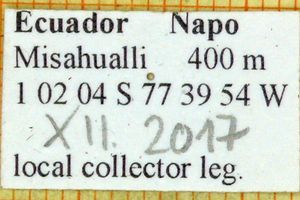 Ecuador Napo
Misahualli 400 m
1 02 04 S 77 39 54 W
XII. 2017
local collector leg.